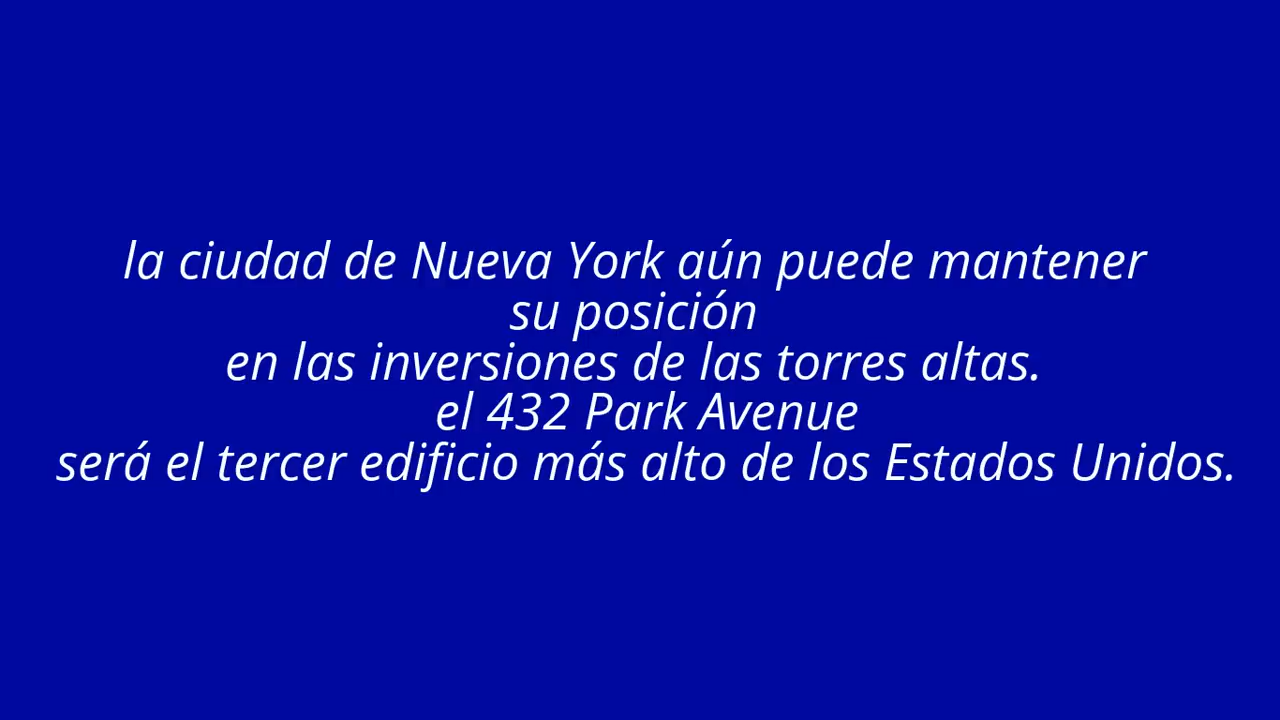 la ciudad de Nueva York aún puede mantener
su posición
en las inversiones de las torres altas.
el 432 Park Avenue
será el tercer edificio más alto de los Estados Unidos.